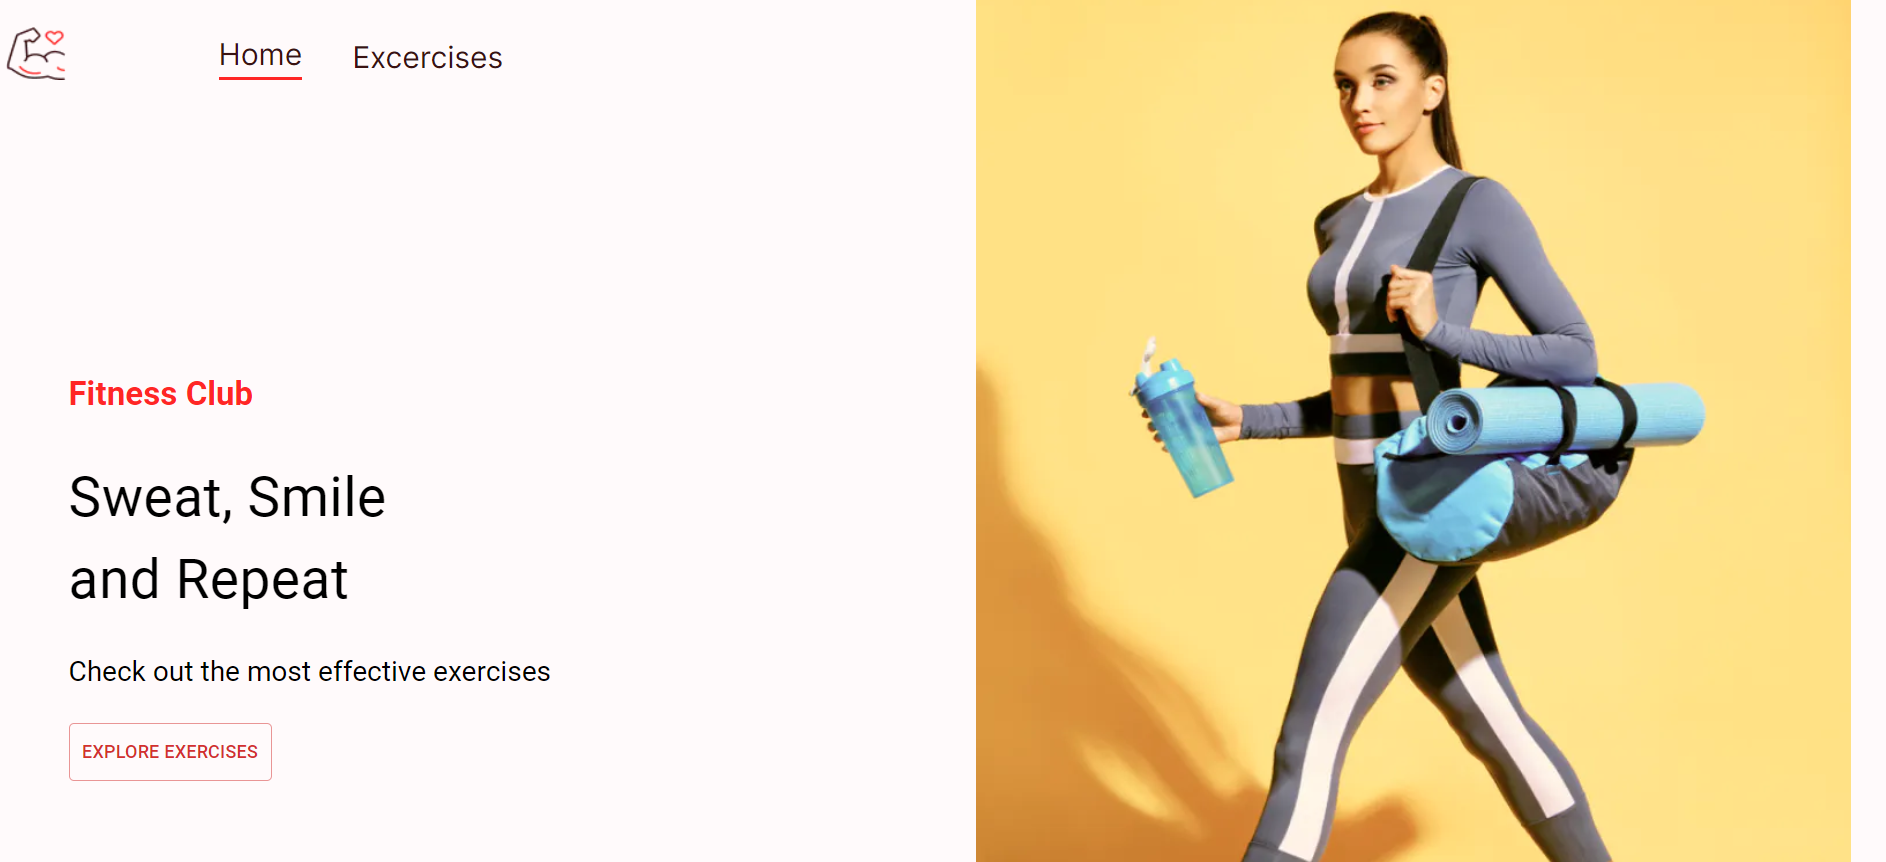 Home
Excercises
Fitness Club
Sweat, Smile
and Repeat
Check out the most effective exercises
EXPLORE EXERCISES